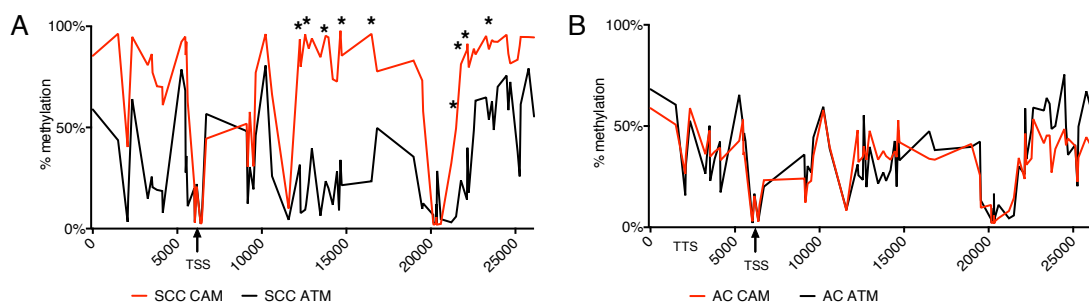 A
% methylation
100%
50%
0%
* * * * * * * * *
0
5000
10000
15000
20000
25000
TSS
SCC CAM
SCC ATM
B
% methylation
100%
50%
0%
0
5000
10000
15000
20000
25000
TTS
TSS
AC CAM
AC ATM